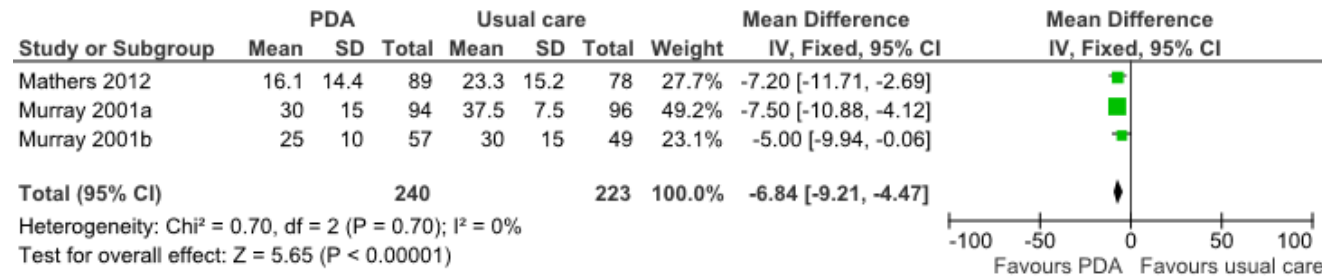 PDA Usual care Mean Difference Mean Difference
Study or Subgroup Mean SD Total Mean SD Total Weight IV, Fixed, 95% CI IV, Fixed, 95% CI
Mathers 2012 16.1 14.4 89 23.3 15.2 78 27.7% -7.20 [-11.71, -2.69]
Murray 2001a 30 15 94 37.5 7.5 96 49.2% -7.50 [-10.88, -4.12]
Murray 2001b 25 10 57 30 15 49 23.1% -5.00 [-9.94, -0.06]
Total (95% CI) 240 223 100.0% -6.84 [-9.21, -4.47]
Heterogeneity: Chi² = 0.70, df = 2 (P = 0.70); I² = 0%
Test for overall effect: Z = 5.65 (P < 0.00001)
-100 -50 0 50 100
Favours PDA Favours usual care